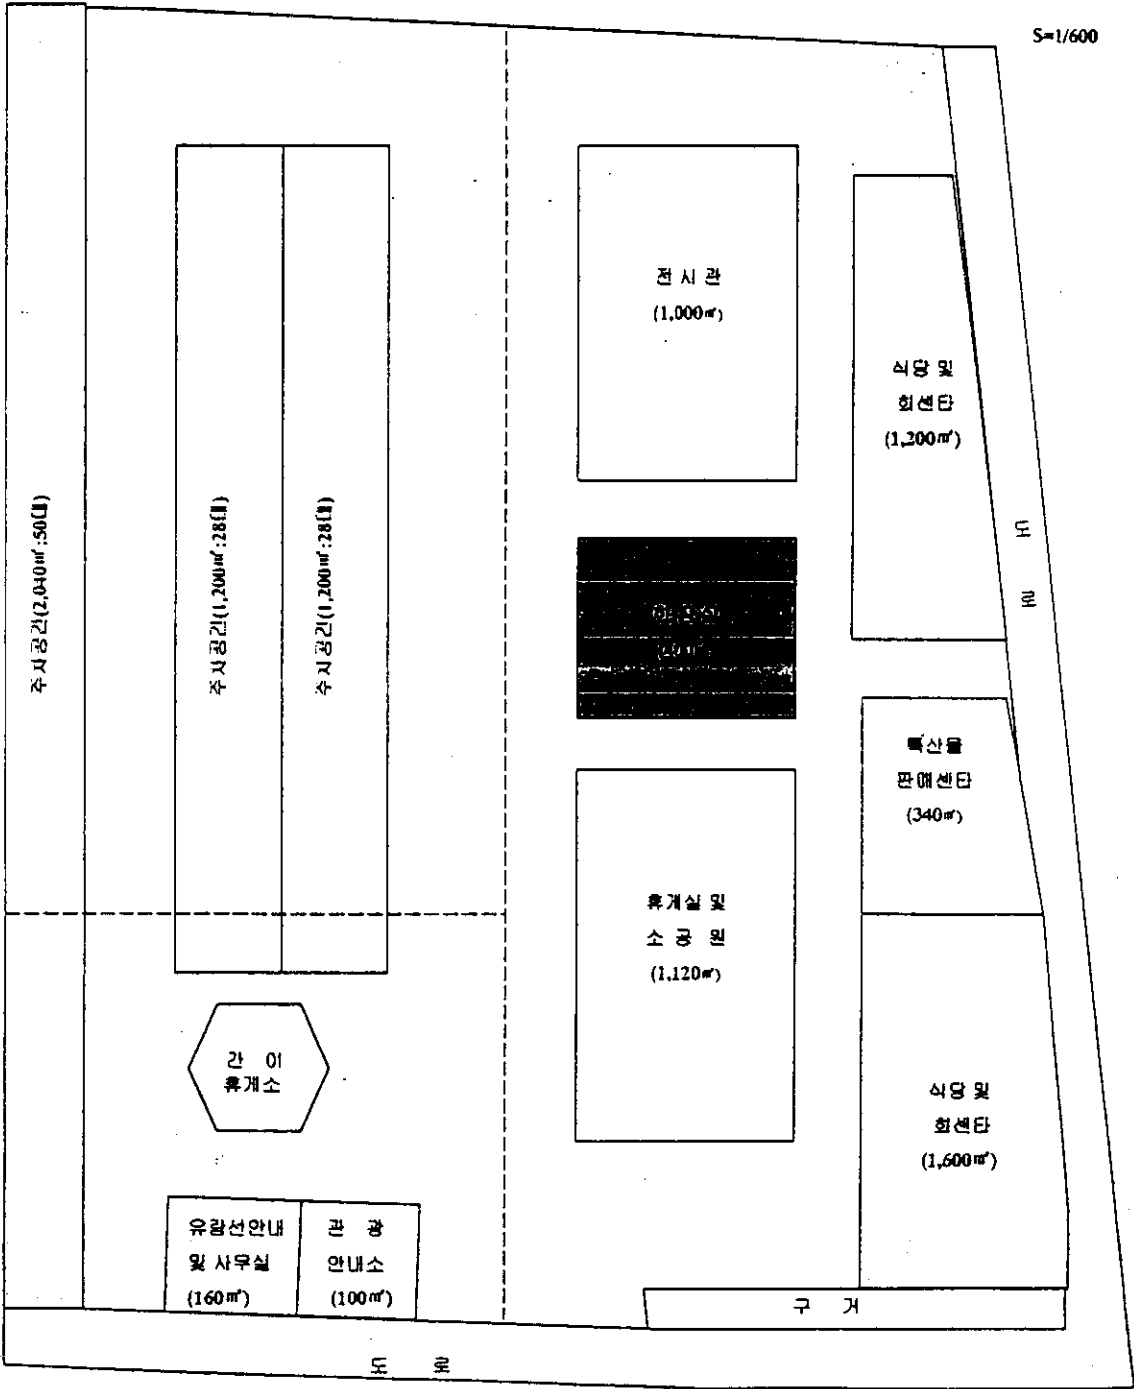 S=1/600
전 시 관
(1,000㎡)
식당 및
회센타
(1,200㎡)
주차공간(2,040㎡:50대)
주차공간(1,200㎡:28대)
주차공간(1,200㎡:28대)
도
로
특산물
판매센타
(340㎡)
휴게실 및
소 공 원
(1,120㎡)
간 이
휴게소
식당 및
회센타
(1,600㎡)
유람선안내
및 사무실
(160㎡)
관 광
안내소
(100㎡)
구 거
도 로